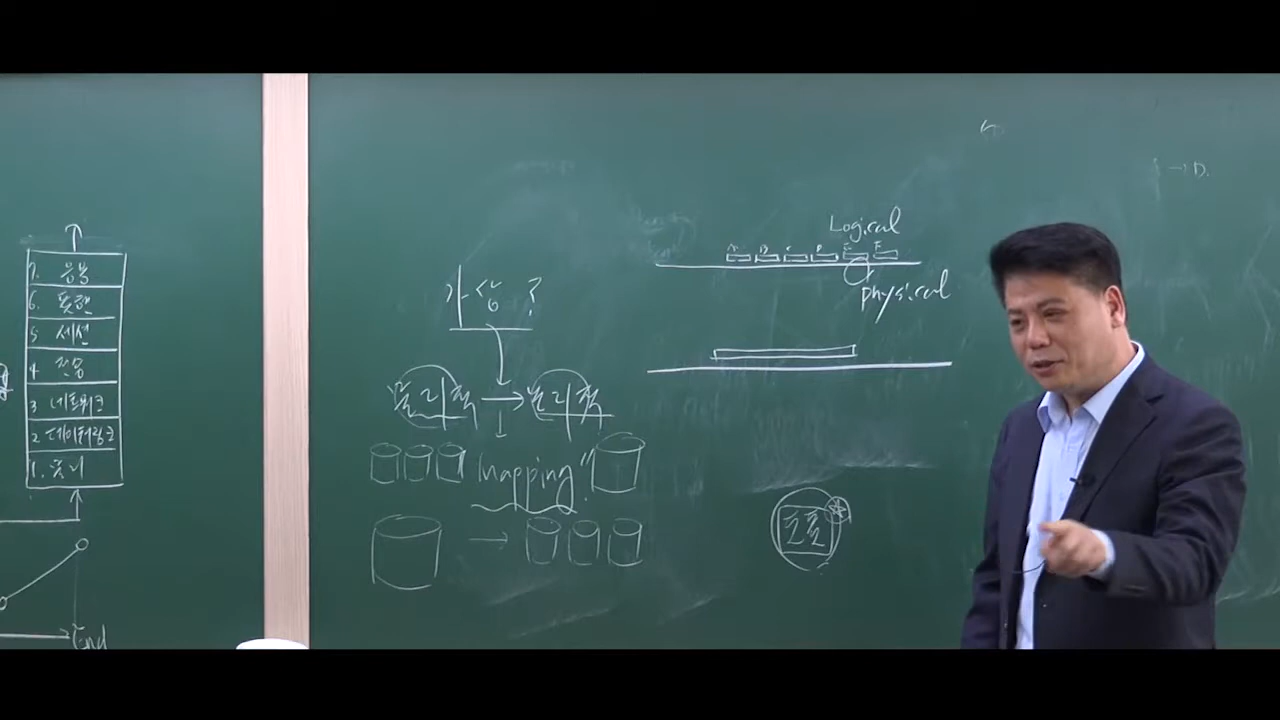 7. 응용
6. 표현
5 세션
4 전송
3 네트워크
2 데이터링크
1. 물리
End
가상 ?
물리적 → 논리적
mapping
Logical
A B C D E F
physical
→ D.